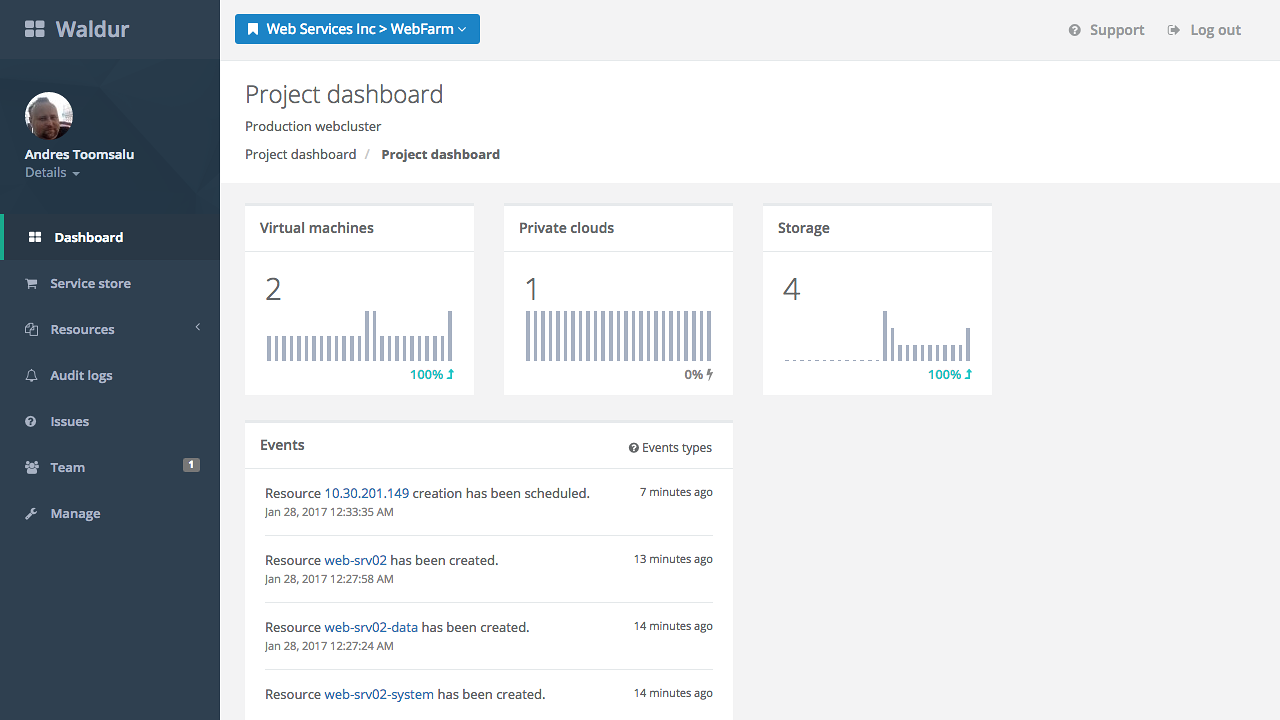 Waldur
Web Services Inc > WebFarm
Support
Log out
Andres Toomsalu
Details
Dashboard
Service store
Resources
Audit logs
Issues
Team
1
Manage
Project dashboard
Production webcluster
Project dashboard / Project dashboard
Virtual machines
2
100%
Private clouds
1
0%
Storage
4
100%
Events
Events types
Resource 10.30.201.149 creation has been scheduled.
7 minutes ago
Jan 28, 2017 12:33:35 AM
Resource web-srv02 has been created.
13 minutes ago
Jan 28, 2017 12:27:58 AM
Resource web-srv02-data has been created.
14 minutes ago
Jan 28, 2017 12:27:24 AM
Resource web-srv02-system has been created.
14 minutes ago